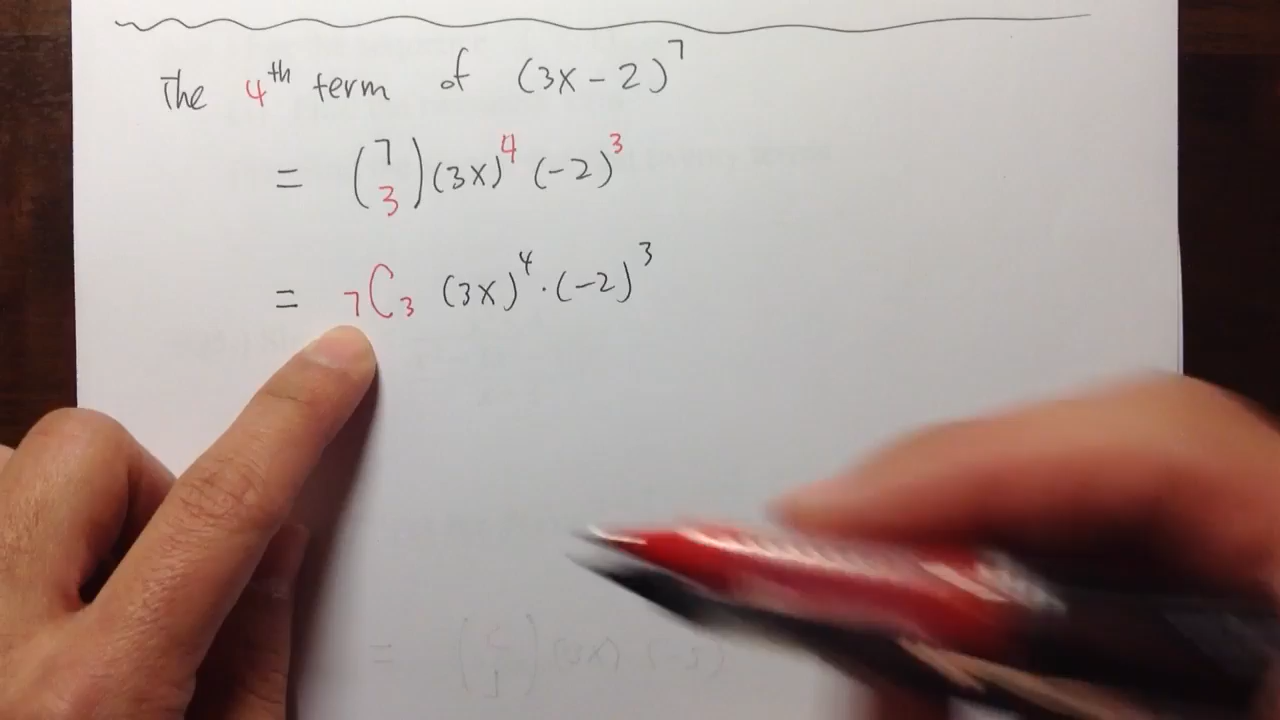 The 4th term of (3x - 2)^7
= (7 3) (3x)^4 (-2)^3
= 7C3 (3x)^4 · (-2)^3